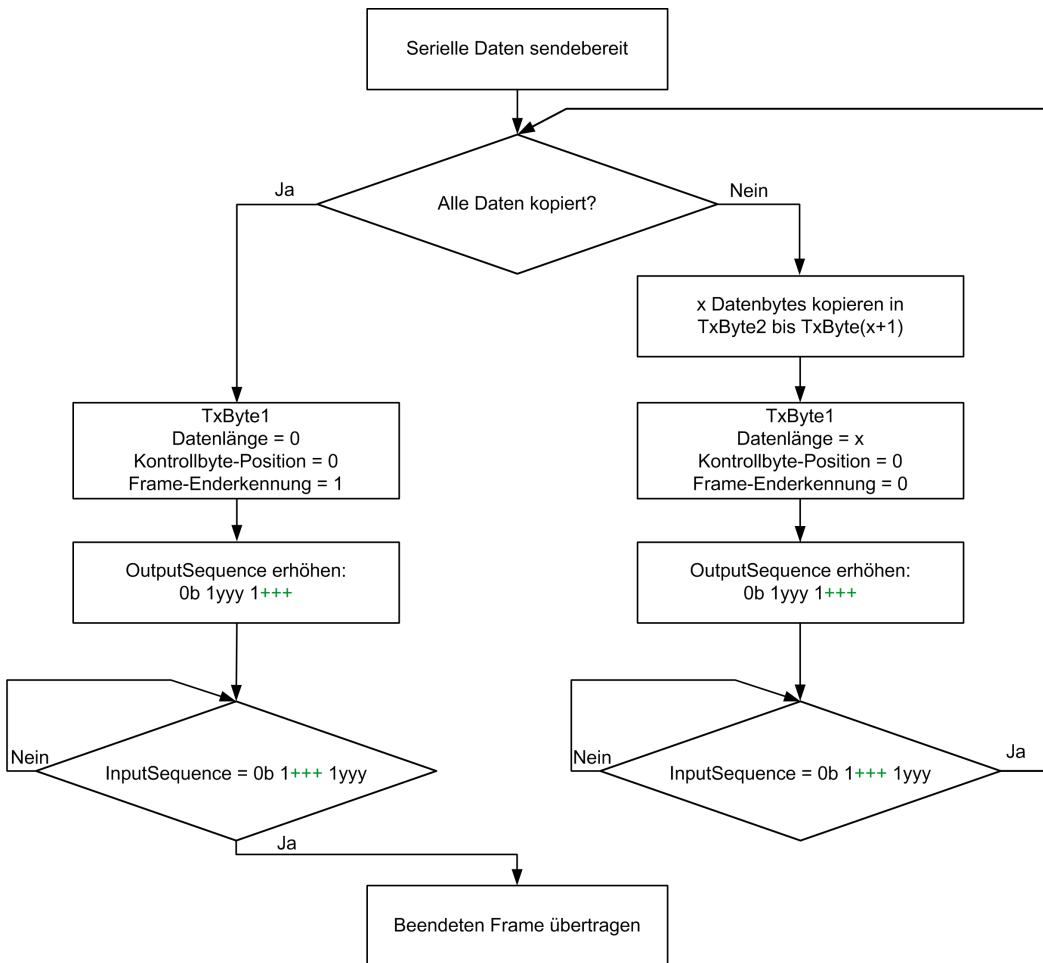 Serielle Daten sendebereit
Ja
Alle Daten kopiert?
Nein
x Datenbytes kopieren in
TxByte2 bis TxByte(x+1)
TxByte1
Datenlänge = 0
Kontrollbyte-Position = 0
Frame-Enderkennung = 1
TxByte1
Datenlänge = x
Kontrollbyte-Position = 0
Frame-Enderkennung = 0
OutputSequence erhöhen:
0b 1yyy 1+++
OutputSequence erhöhen:
0b 1yyy 1+++
Nein
InputSequence = 0b 1+++ 1yyy
Ja
Nein
InputSequence = 0b 1+++ 1yyy
Ja
Beendeten Frame übertragen